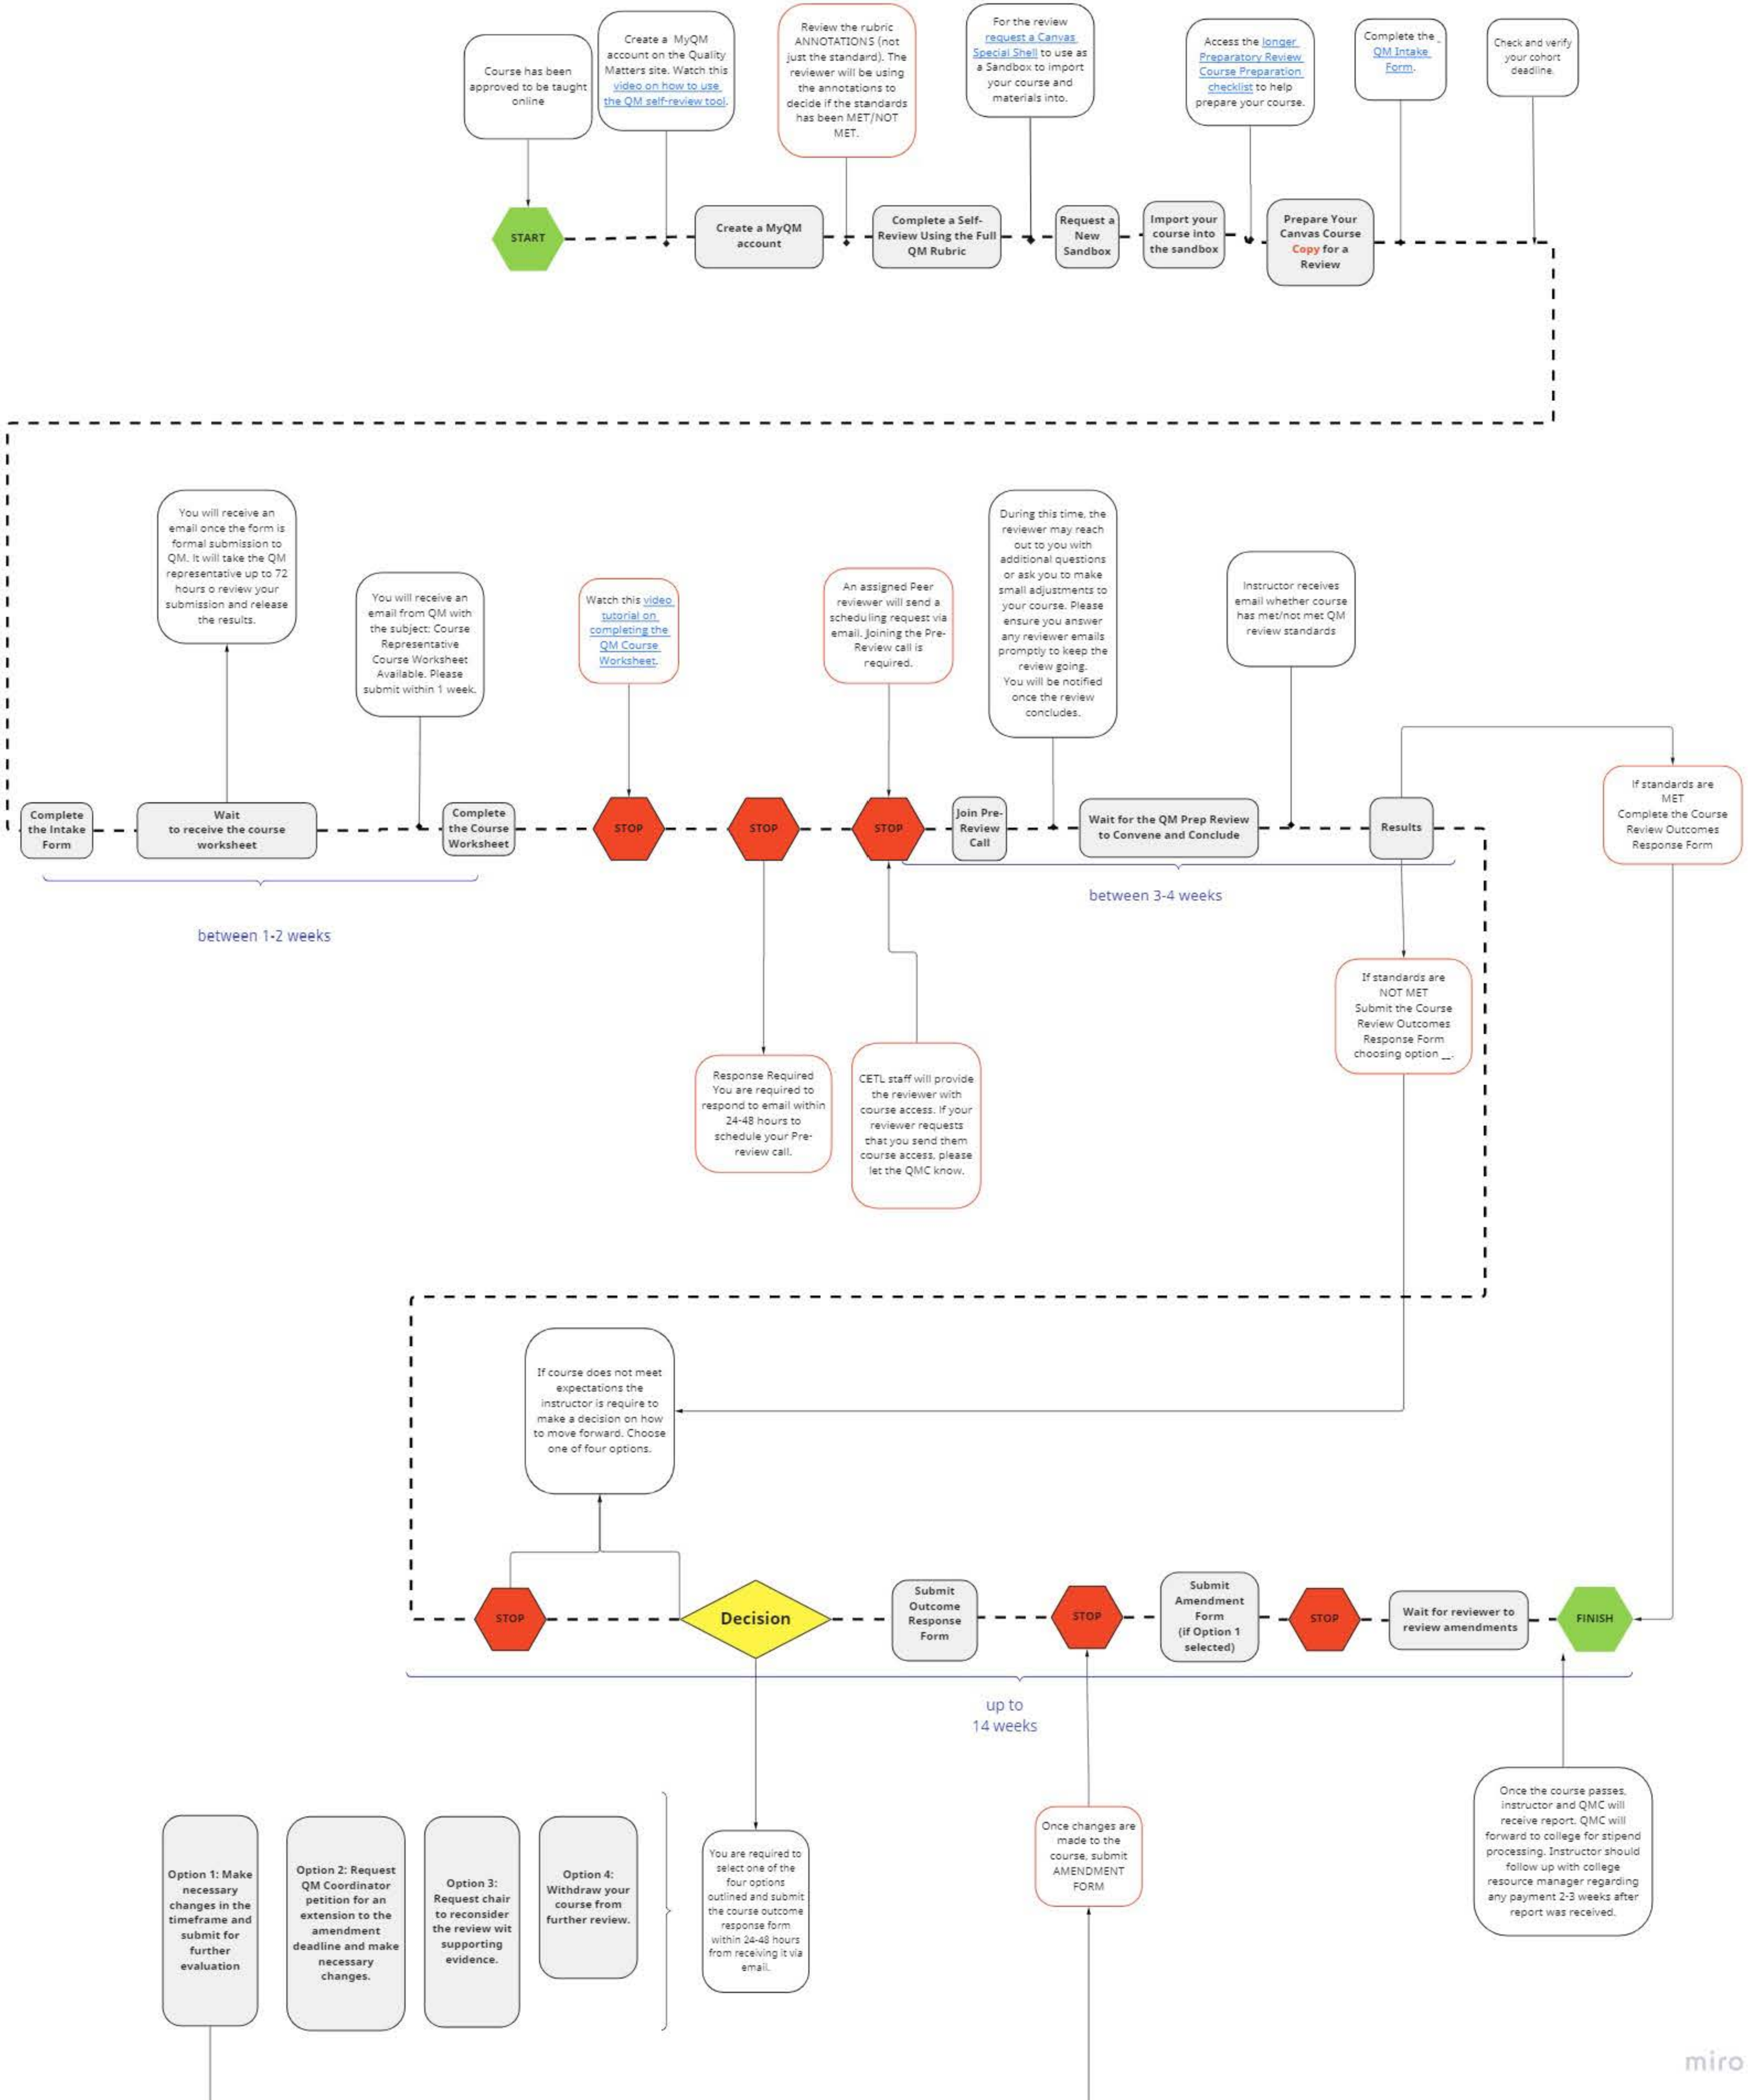 Course has been
approved to be taught
online
Create a MyQM
account on the Quality
Matters site. Watch this
video on how to use
the QM self-review tool.
Review the rubric
ANNOTATIONS (not
just the standard). The
reviewer will be using
the annotations to
decide if the standards
has been MET/NOT
MET.
For the review
request a Canvas
Special Shell to use as
a Sandbox to import
your course and
materials into.
Access the longer
Preparatory Review
Course Preparation
checklist to help
prepare your course.
Complete the
QM Intake
Form.
Check and verify
your cohort
deadline.
START
Create a MyQM
account
Complete a Self-
Review Using the Full
QM Rubric
Request a
New
Sandbox
Import your
course into
the sandbox
Prepare Your
Canvas Course
Copy for a
Review
You will receive an
email once the form is
formal submission to
QM. It will take the QM
representative up to 72
hours o review your
submission and release
the results.
You will receive an
email from QM with
the subject: Course
Representative
Course Worksheet
Available. Please
submit within 1 week.
Watch this video
tutorial on
completing the
QM Course
Worksheet.
An assigned Peer
reviewer will send a
scheduling request via
email. Joining the Pre-
Review call is
required.
During this time, the
reviewer may reach
out to you with
additional questions
or ask you to make
small adjustments to
your course. Please
ensure you answer
any reviewer emails
promptly to keep the
review going.
You will be notified
once the review
concludes.
Instructor receives
email whether course
has met/not met QM
review standards
If standards are
MET
Complete the Course
Review Outcomes
Response Form
Complete
the Intake
Form
Wait
to receive the course
worksheet
Complete
the Course
Worksheet
STOP
STOP
STOP
Join Pre-
Review
Call
Wait for the QM Prep Review
to Convene and Conclude
Results
between 1-2 weeks
between 3-4 weeks
If standards are
NOT MET
Submit the Course
Review Outcomes
Response Form
choosing option __.
Response Required
You are required to
respond to email within
24-48 hours to
schedule your Pre-
review call.
CETL staff will provide
the reviewer with
course access. If your
reviewer requests
that you send them
course access, please
let the QMC know.
If course does not meet
expectations the
instructor is require to
make a decision on how
to move forward. Choose
one of four options.
STOP
Decision
Submit
Outcome
Response
Form
STOP
Submit
Amendment
Form
(if Option 1
selected)
STOP
Wait for reviewer to
review amendments
FINISH
up to
14 weeks
Option 1: Make
necessary
changes in the
timeframe and
submit for
further
evaluation
Option 2: Request
QM Coordinator
petition for an
extension to the
amendment
deadline and make
necessary
changes.
Option 3:
Request chair
to reconsider
the review wit
supporting
evidence.
Option 4:
Withdraw your
course from
further review.
You are required to
select one of the
four options
outlined and submit
the course outcome
response form
within 24-48 hours
from receiving it via
email.
Once changes are
made to the
course, submit
AMENDMENT
FORM
Once the course passes,
instructor and QMC will
receive report. QMC will
forward to college for stipend
processing. Instructor should
follow up with college
resource manager regarding
any payment 2-3 weeks after
report was received.
miro